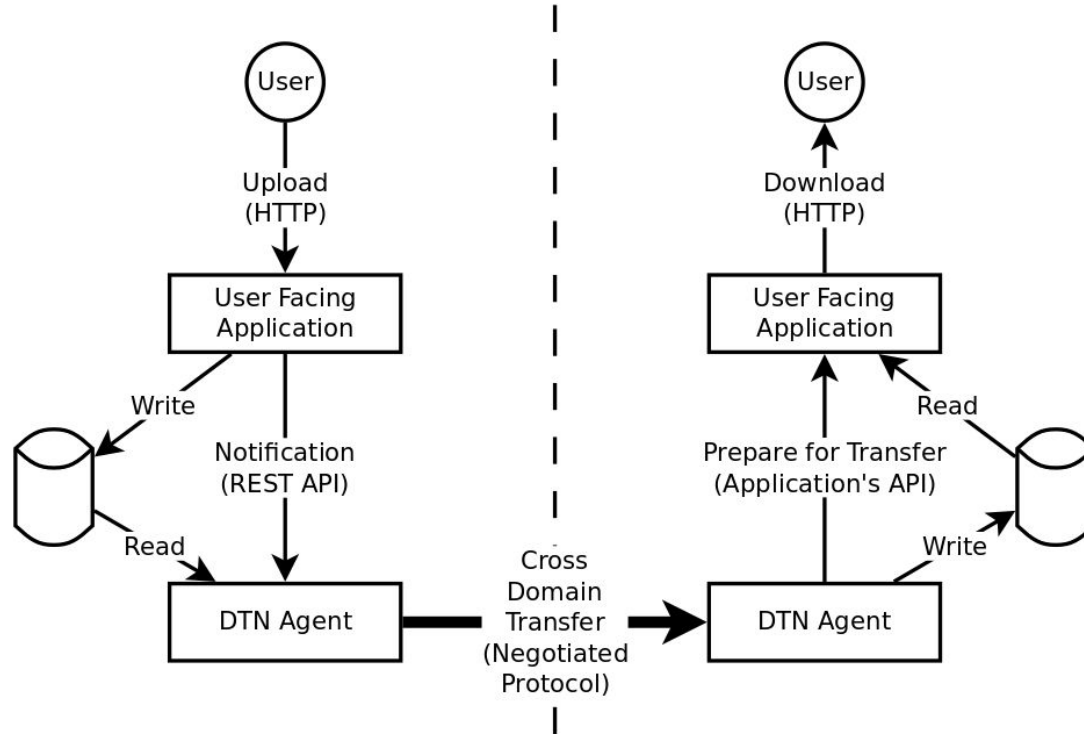 User
User
Upload
(HTTP)
Download
(HTTP)
User Facing
Application
User Facing
Application
Write
Read
Notification
(REST API)
Prepare for Transfer
(Application's API)
Read
Write
Cross
Domain
Transfer
(Negotiated
Protocol)
DTN Agent
DTN Agent